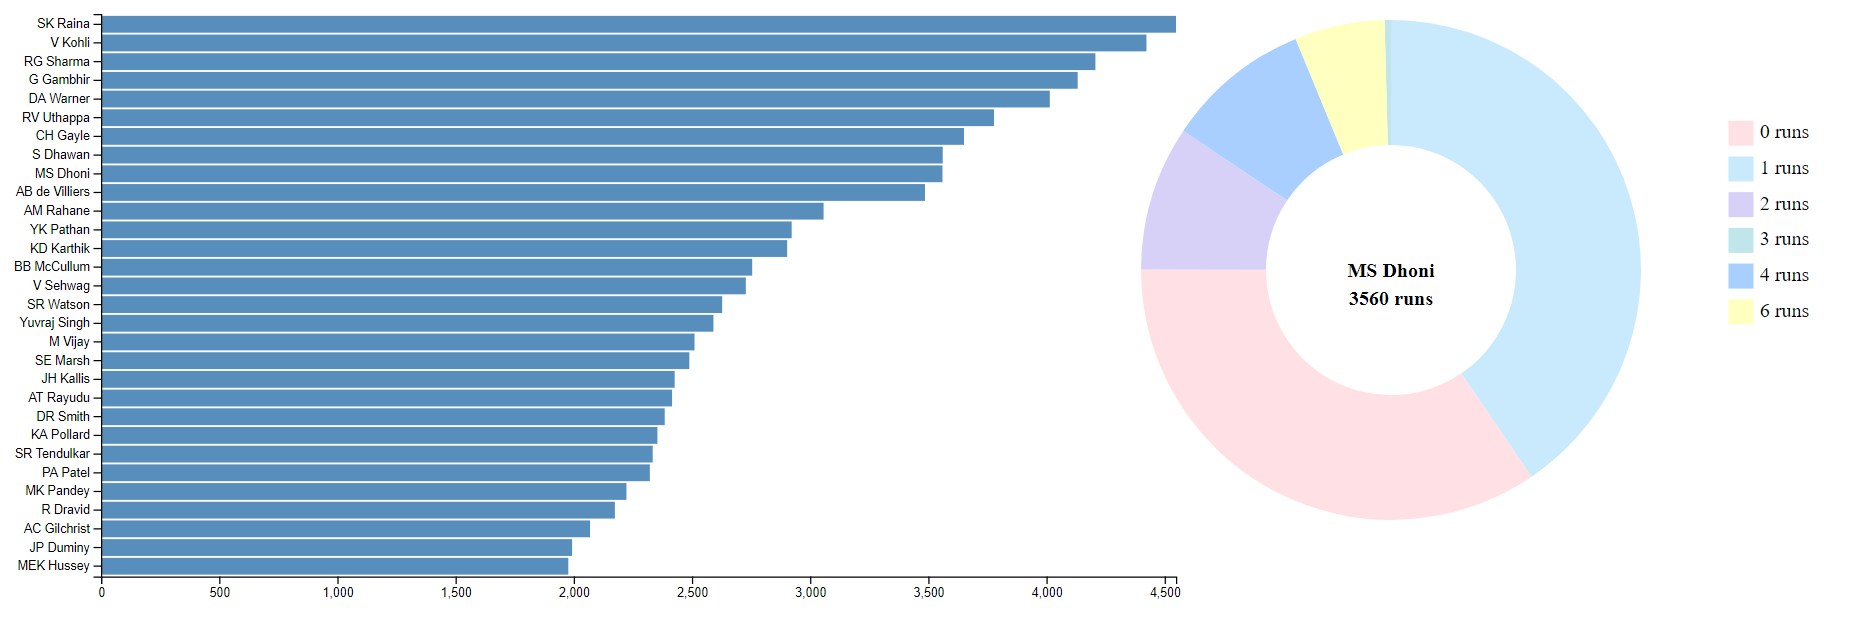 SK Raina
V Kohli
RG Sharma
G Gambhir
DA Warner
RV Uthappa
CH Gayle
S Dhawan
MS Dhoni
AB de Villiers
AM Rahane
YK Pathan
KD Karthik
BB McCullum
V Sehwag
SR Watson
Yuvraj Singh
M Vijay
SE Marsh
JH Kallis
AT Rayudu
DR Smith
KA Pollard
SR Tendulkar
PA Patel
MK Pandey
R Dravid
AC Gilchrist
JP Duminy
MEK Hussey
0 500 1,000 1,500 2,000 2,500 3,000 3,500 4,000 4,500
MS Dhoni
3560 runs
0 runs
1 runs
2 runs
3 runs
4 runs
6 runs